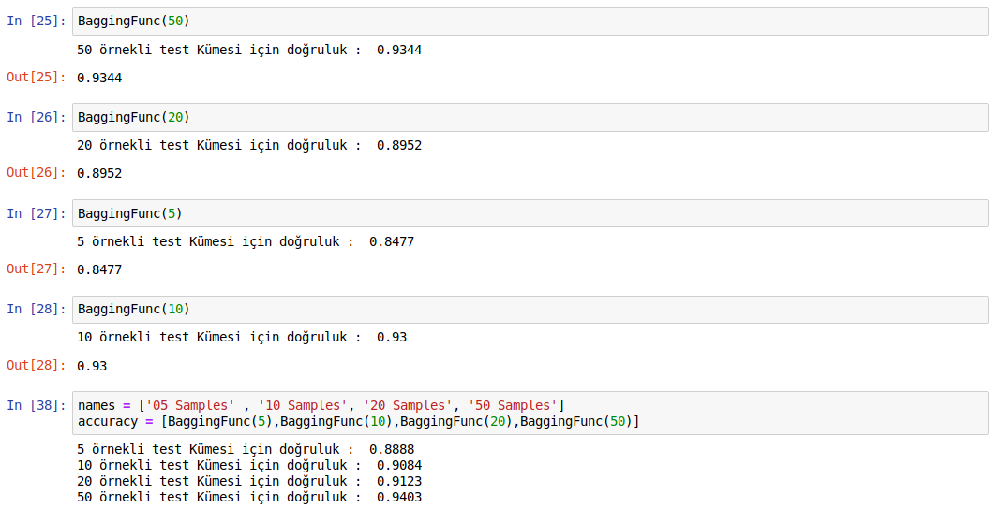 In [25]: BaggingFunc(50)
50 örnekli test Kümesi için doğruluk :  0.9344
Out[25]: 0.9344
In [26]: BaggingFunc(20)
20 örnekli test Kümesi için doğruluk :  0.8952
Out[26]: 0.8952
In [27]: BaggingFunc(5)
5 örnekli test Kümesi için doğruluk :  0.8477
Out[27]: 0.8477
In [28]: BaggingFunc(10)
10 örnekli test Kümesi için doğruluk :  0.93
Out[28]: 0.93
In [38]: names = ['05 Samples' , '10 Samples', '20 Samples', '50 Samples']
accuracy = [BaggingFunc(5),BaggingFunc(10),BaggingFunc(20),BaggingFunc(50)]
5 örnekli test Kümesi için doğruluk :  0.8888
10 örnekli test Kümesi için doğruluk :  0.9084
20 örnekli test Kümesi için doğruluk :  0.9123
50 örnekli test Kümesi için doğruluk :  0.9403